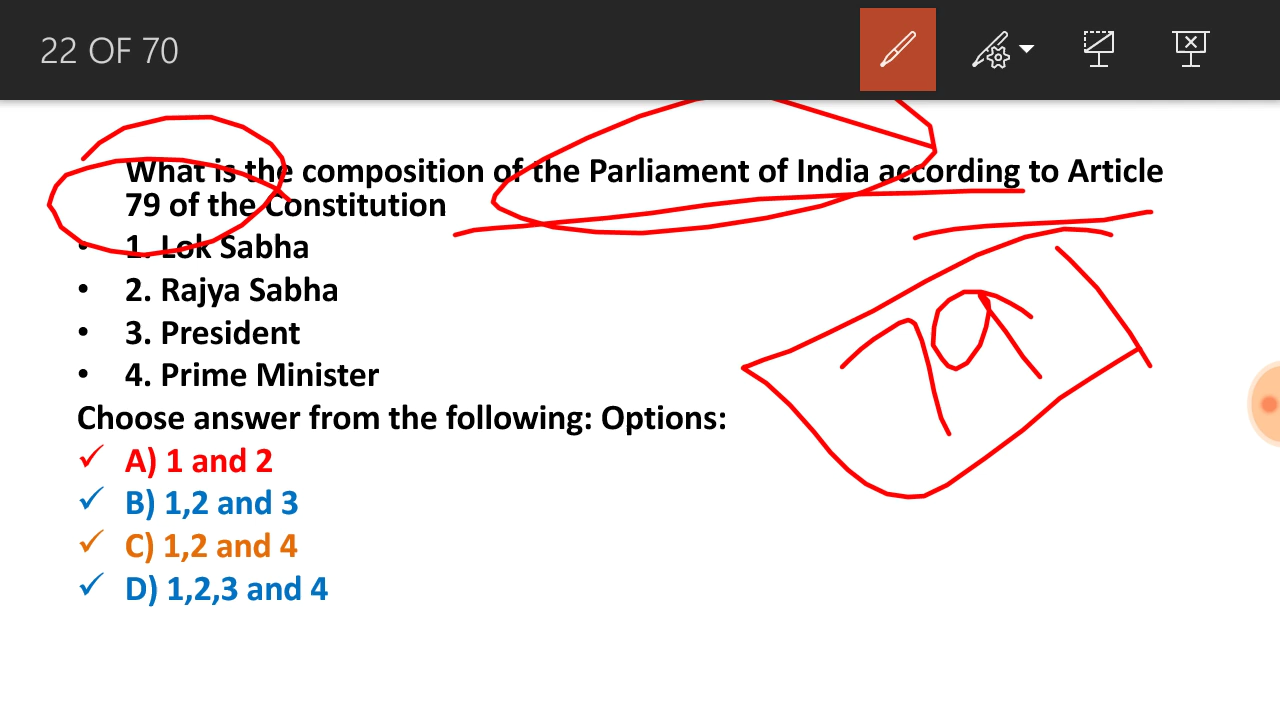 22 OF 70
What is the composition of the Parliament of India according to Article
79 of the Constitution
• 1. Lok Sabha
• 2. Rajya Sabha
• 3. President
• 4. Prime Minister
79
Choose answer from the following: Options:
✓ A) 1 and 2
✓ B) 1,2 and 3
✓ C) 1,2 and 4
✓ D) 1,2,3 and 4